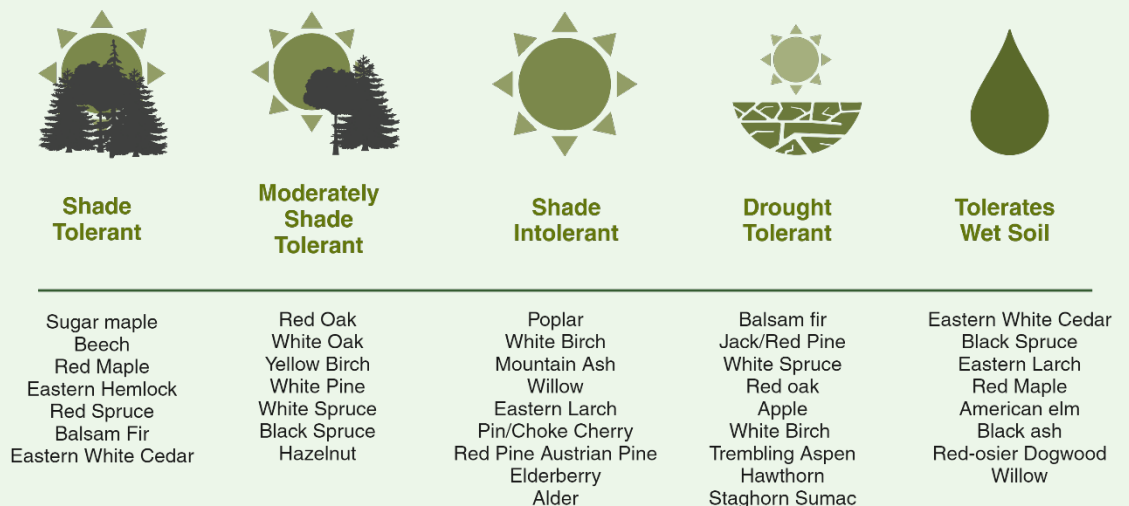 Shade
Tolerant
Moderately
Shade
Tolerant
Shade
Intolerant
Drought
Tolerant
Tolerates
Wet Soil
Sugar maple
Beech
Red Maple
Eastern Hemlock
Red Spruce
Balsam Fir
Eastern White Cedar
Red Oak
White Oak
Yellow Birch
White Pine
White Spruce
Black Spruce
Hazelnut
Poplar
White Birch
Mountain Ash
Willow
Eastern Larch
Pin/Choke Cherry
Red Pine Austrian Pine
Elderberry
Alder
Balsam fir
Jack/Red Pine
White Spruce
Red oak
Apple
White Birch
Trembling Aspen
Hawthorn
Staghorn Sumac
Eastern White Cedar
Black Spruce
Eastern Larch
Red Maple
American elm
Black ash
Red-osier Dogwood
Willow